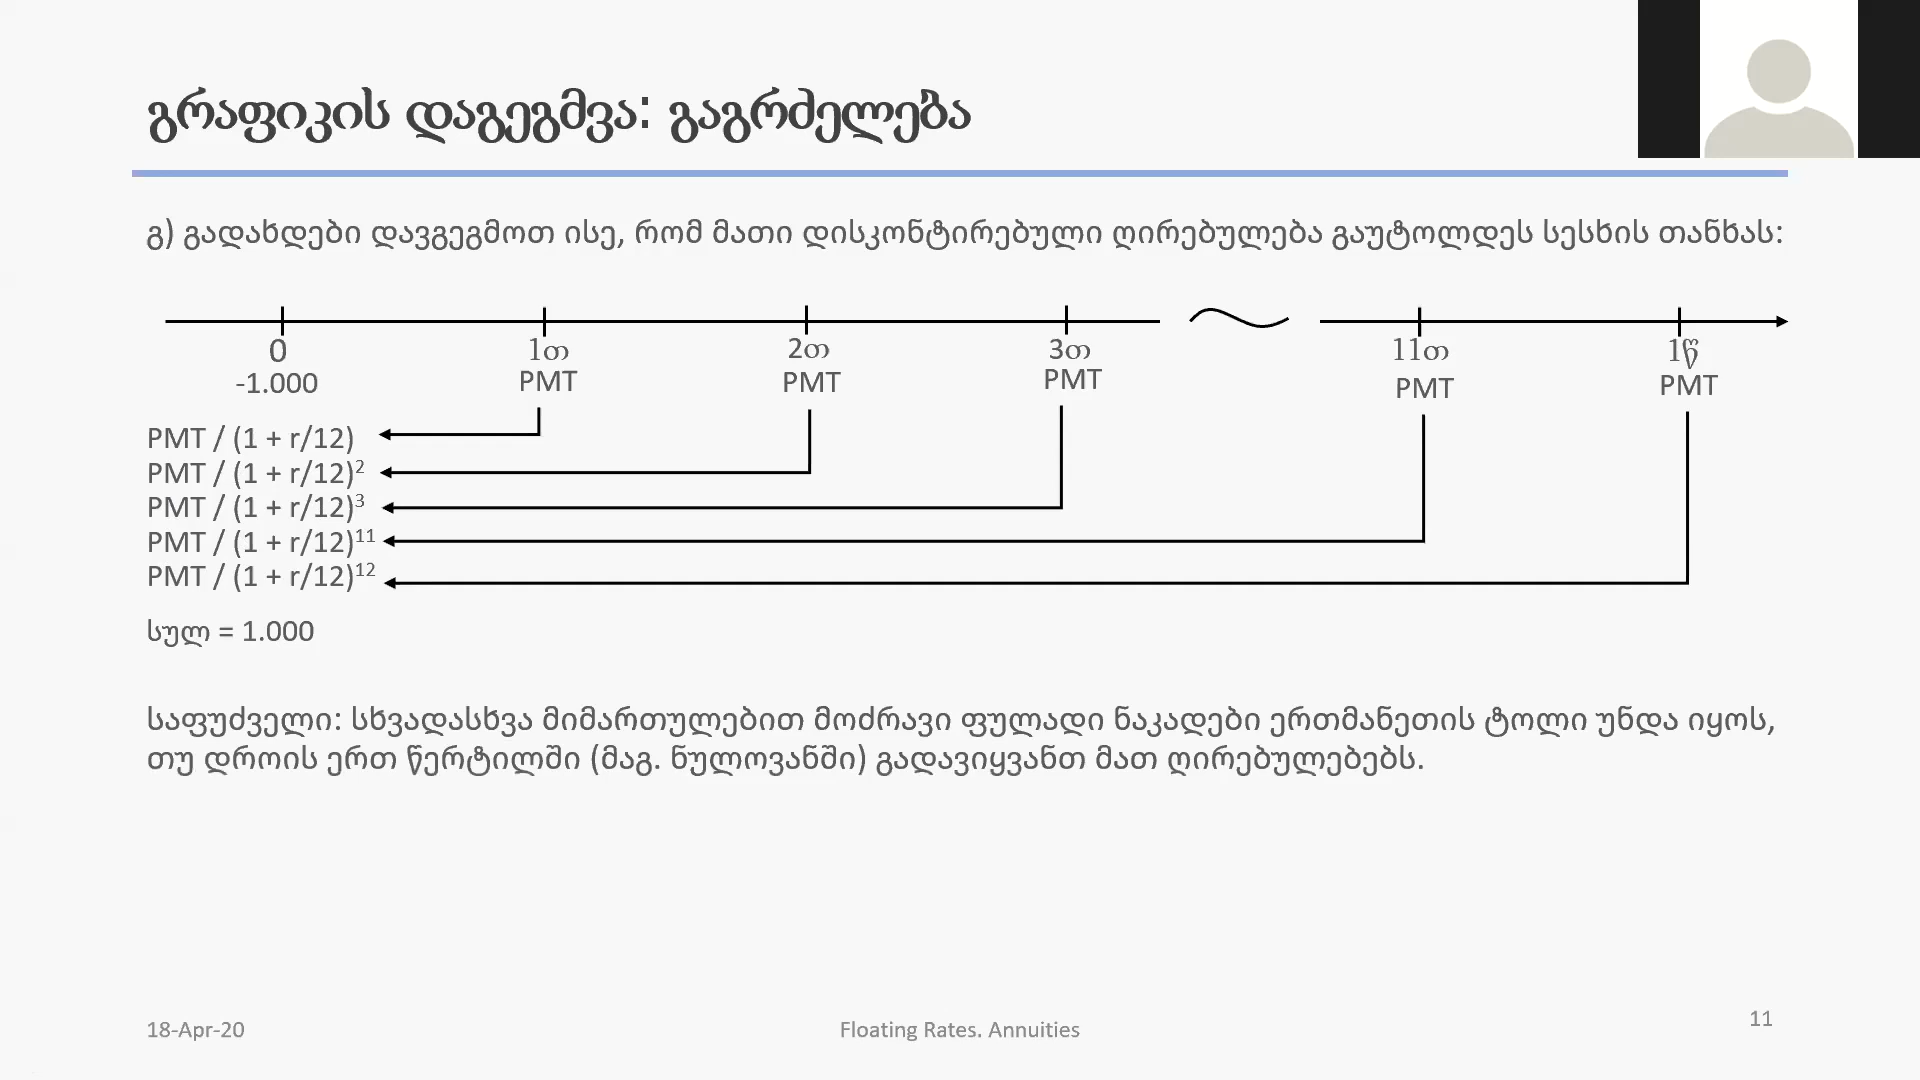 გრაფიკის დაგეგმვა: გაგრძელება
გ) გადახდები დავგეგმოთ ისე, რომ მათი დისკონტირებული ღირებულება გაუტოლდეს სესხის თანხას:
0 1თ 2თ 3თ 11თ 1წ
-1.000 PMT PMT PMT PMT PMT
PMT / (1 + r/12)
PMT / (1 + r/12)²
PMT / (1 + r/12)³
PMT / (1 + r/12)¹¹
PMT / (1 + r/12)¹²
სულ = 1.000
საფუძველი: სხვადასხვა მიმართულებით მოძრავი ფულადი ნაკადები ერთმანეთის ტოლი უნდა იყოს,
თუ დროის ერთ წერტილში (მაგ. ნულოვანში) გადავიყვანთ მათ ღირებულებებს.
18-Apr-20 Floating Rates. Annuities 11